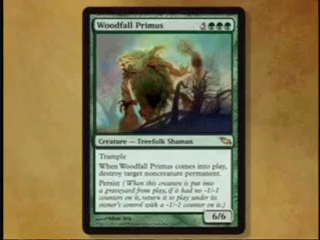 Woodfall Primus 5
Creature — Treefolk Shaman
Trample
When Woodfall Primus comes into play,
destroy target noncreature permanent.
Persist (When this creature is put
into a graveyard from play, if it had no -1/-1
counters on it, return it to play under its
owner's control with a -1/-1 counter on it.)
6/6